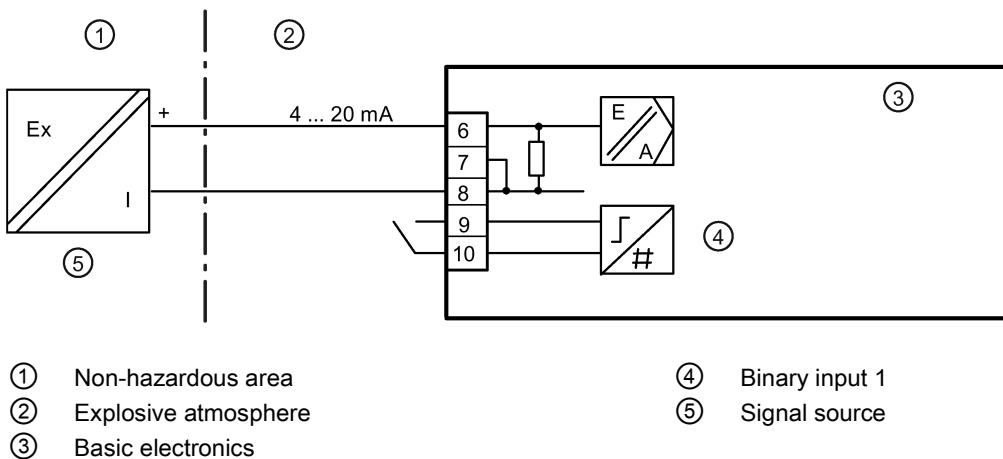 ①
②
③
Ex
I
+
4 ... 20 mA
6
7
8
9
10
E
A
#
④
⑤
① Non-hazardous area
② Explosive atmosphere
③ Basic electronics
④ Binary input 1
⑤ Signal source